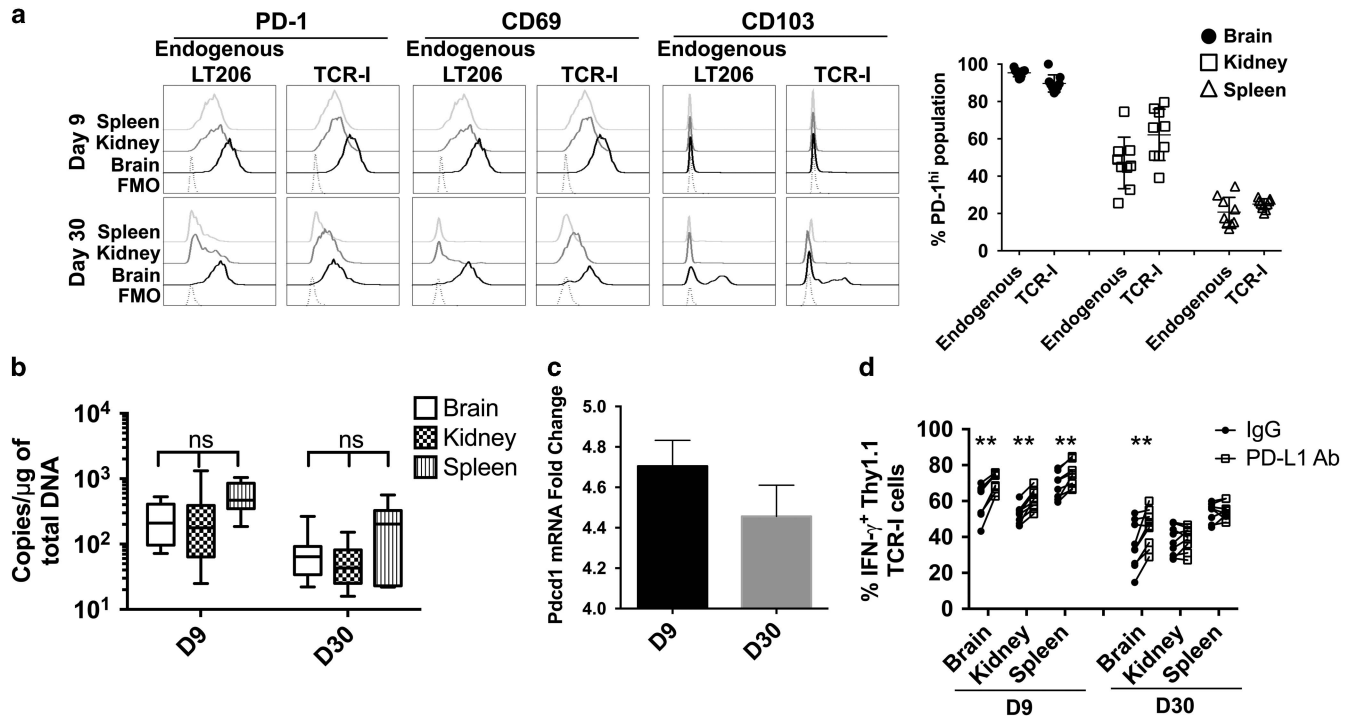 a
PD-1 CD69 CD103
Endogenous Endogenous Endogenous
LT206 TCR-I LT206 TCR-I LT206 TCR-I
Day 9
Spleen
Kidney
Brain
FMO
Day 30
Spleen
Kidney
Brain
FMO
Brain
Kidney
Spleen
% PD-1hi population
100
80
60
40
20
0
Endogenous TCR-I Endogenous TCR-I Endogenous TCR-I
b
Copies/μg of
total DNA
10⁴
10³
10²
10¹
ns ns
Brain
Kidney
Spleen
D9 D30
c
Pdcd1 mRNA Fold Change
5.0
4.8
4.6
4.4
4.2
4.0
D9 D30
d
% IFN-γ⁺ Thy1.1
TCR-I cells
100
80
60
40
20
0
** ** ** **
IgG
PD-L1 Ab
Brain Kidney Spleen Brain Kidney Spleen
D9 D30